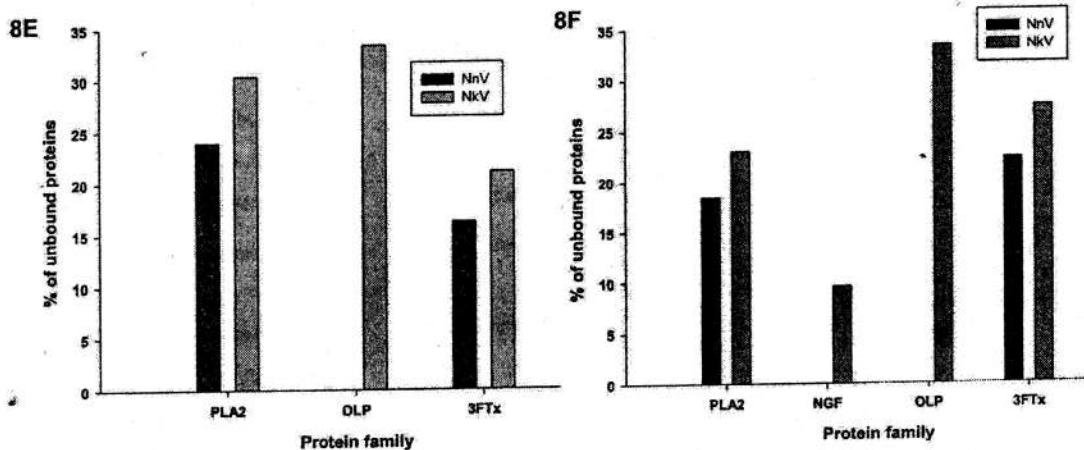 8E
NnV
NkV
% of unbound proteins
35
30
25
20
15
10
5
0
PLA2 OLP 3FTx
Protein family
8F
NnV
NkV
% of unbound proteins
35
30
25
20
15
10
5
0
PLA2 NGF OLP 3FTx
Protein family